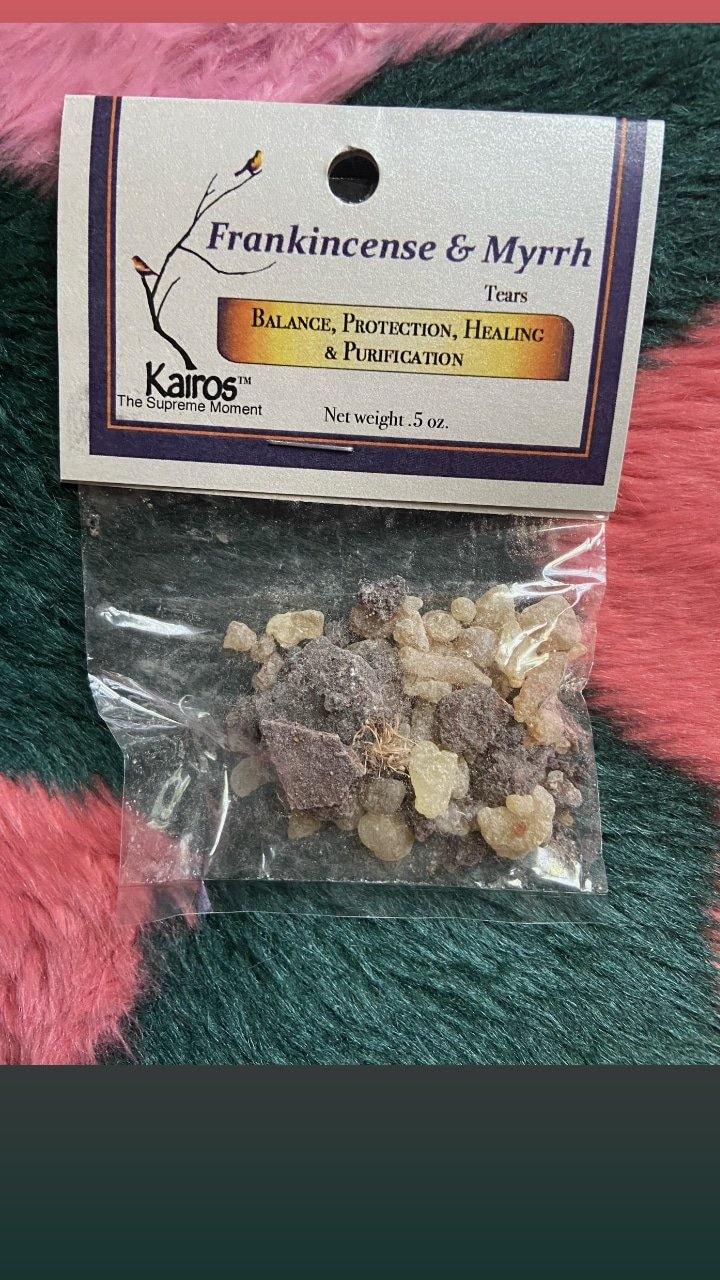 Frankincense & Myrrh
Tears
BALANCE, PROTECTION, HEALING
& PURIFICATION
Kairos™
The Supreme Moment
Net weight .5 oz.